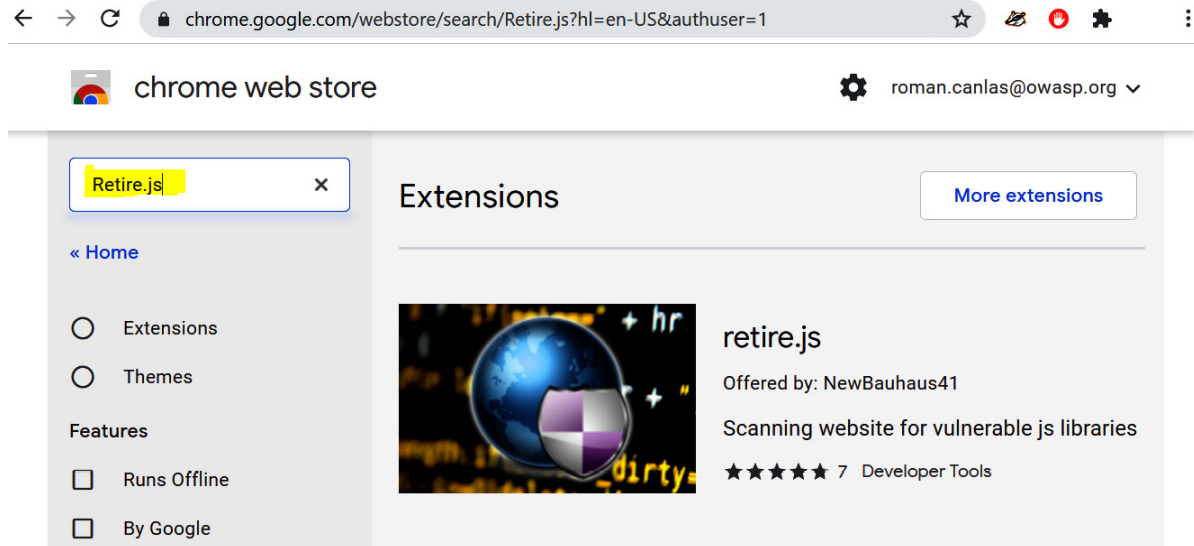 chrome.google.com/webstore/search/Retire.js?hl=en-US&authuser=1
chrome web store
roman.canlas@owasp.org
Retire.js
Extensions
More extensions
« Home
Extensions
Themes
Features
Runs Offline
By Google
+ hr
+ "
_dirty=
retire.js
Offered by: NewBauhaus41
Scanning website for vulnerable js libraries
7 Developer Tools